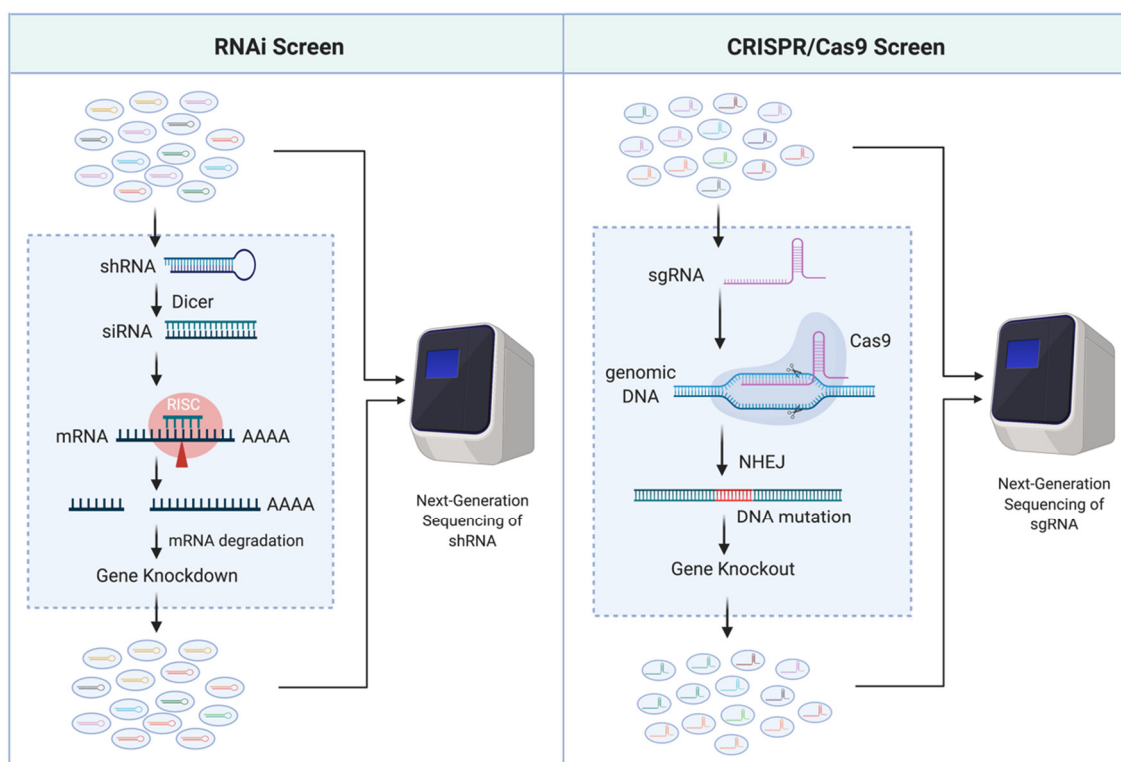 RNAi Screen
shRNA
Dicer
siRNA
RISC
mRNA
AAAA
AAAA
mRNA degradation
Gene Knockdown
Next-Generation
Sequencing of
shRNA
CRISPR/Cas9 Screen
sgRNA
Cas9
genomic
DNA
NHEJ
DNA mutation
Gene Knockout
Next-Generation
Sequencing of
sgRNA